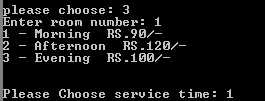 please choose: 3
Enter room number: 1
1 - Morning  RS.90/-
2 - Afternoon  RS.120/-
3 - Evening  RS.100/-
Please Choose service time: 1